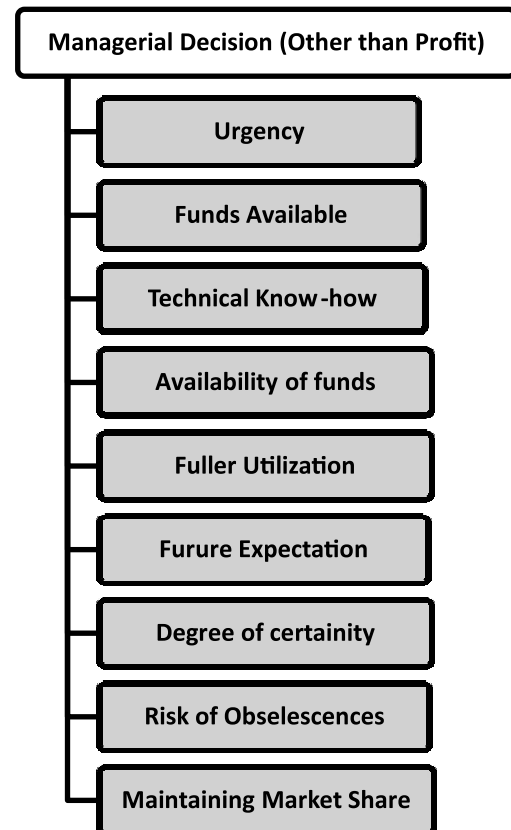 Managerial Decision (Other than Profit)
Urgency
Funds Available
Technical Know-how
Availability of funds
Fuller Utilization
Furure Expectation
Degree of certainity
Risk of Obselescences
Maintaining Market Share